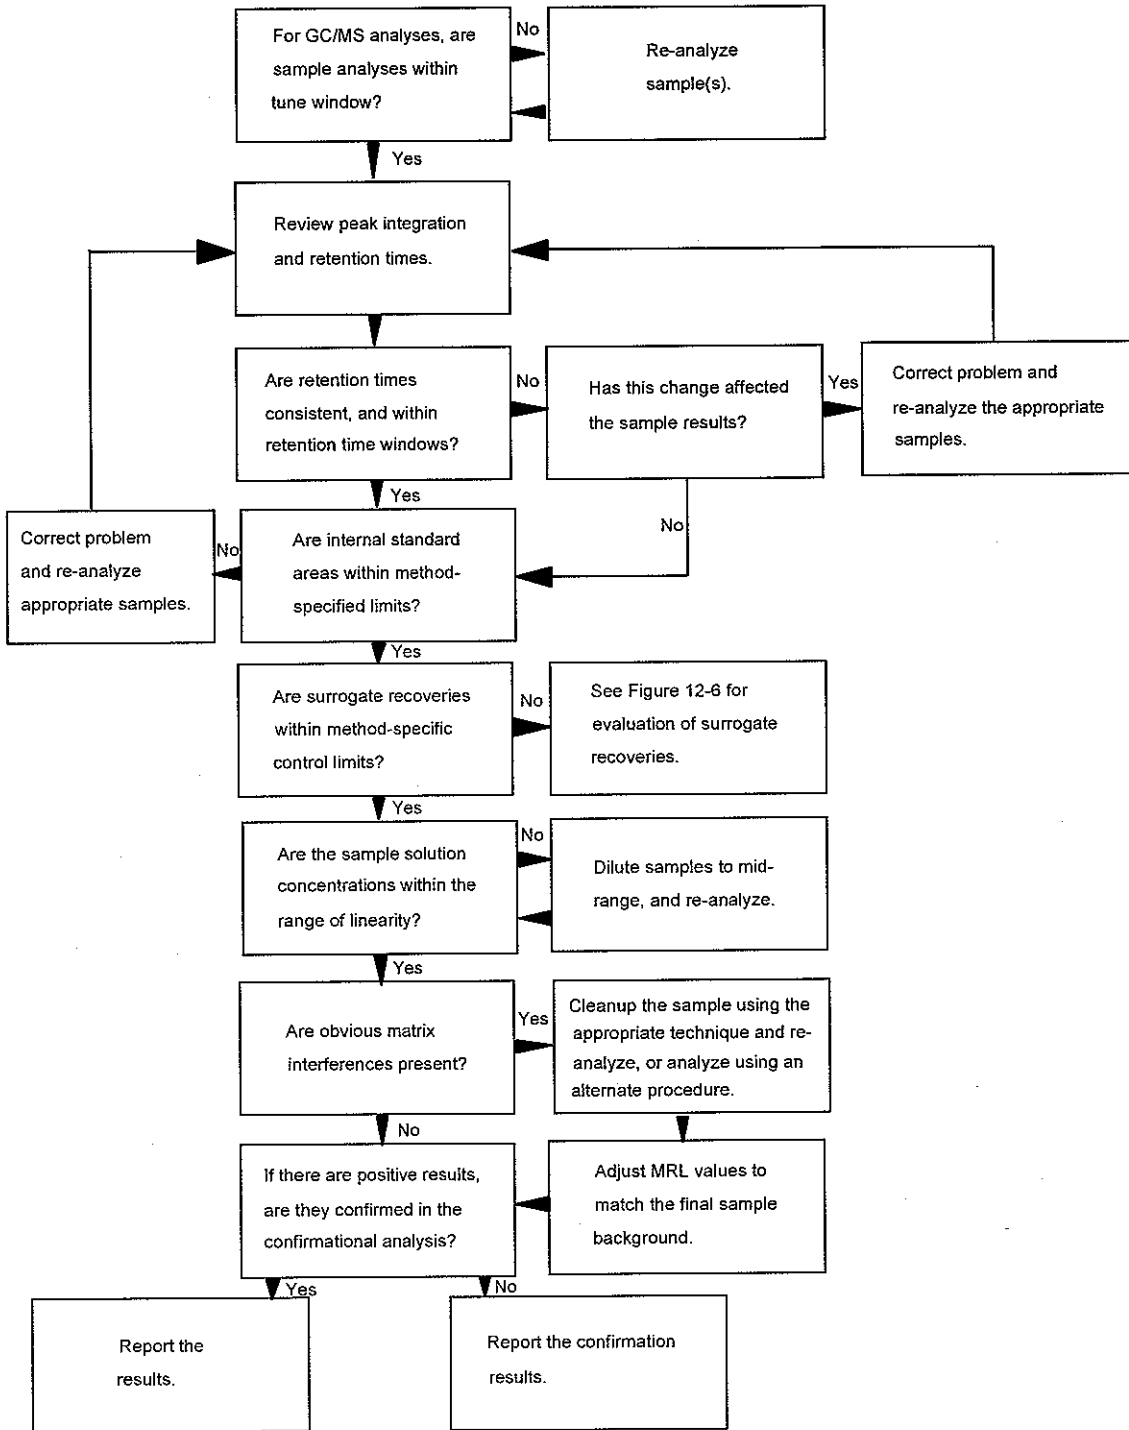 For GC/MS analyses, are
sample analyses within
tune window?
No
Re-analyze
sample(s).
Yes
Review peak integration
and retention times.
Are retention times
consistent, and within
retention time windows?
No
Has this change affected
the sample results?
Yes
Correct problem and
re-analyze the appropriate
samples.
Yes
No
Correct problem
and re-analyze
appropriate samples.
No
Are internal standard
areas within method-
specified limits?
Yes
Are surrogate recoveries
within method-specific
control limits?
No
See Figure 12-6 for
evaluation of surrogate
recoveries.
Yes
Are the sample solution
concentrations within the
range of linearity?
No
Dilute samples to mid-
range, and re-analyze.
Yes
Are obvious matrix
interferences present?
Yes
Cleanup the sample using the
appropriate technique and re-
analyze, or analyze using an
alternate procedure.
No
If there are positive results,
are they confirmed in the
confirmational analysis?
Adjust MRL values to
match the final sample
background.
Yes
No
Report the
results.
Report the confirmation
results.